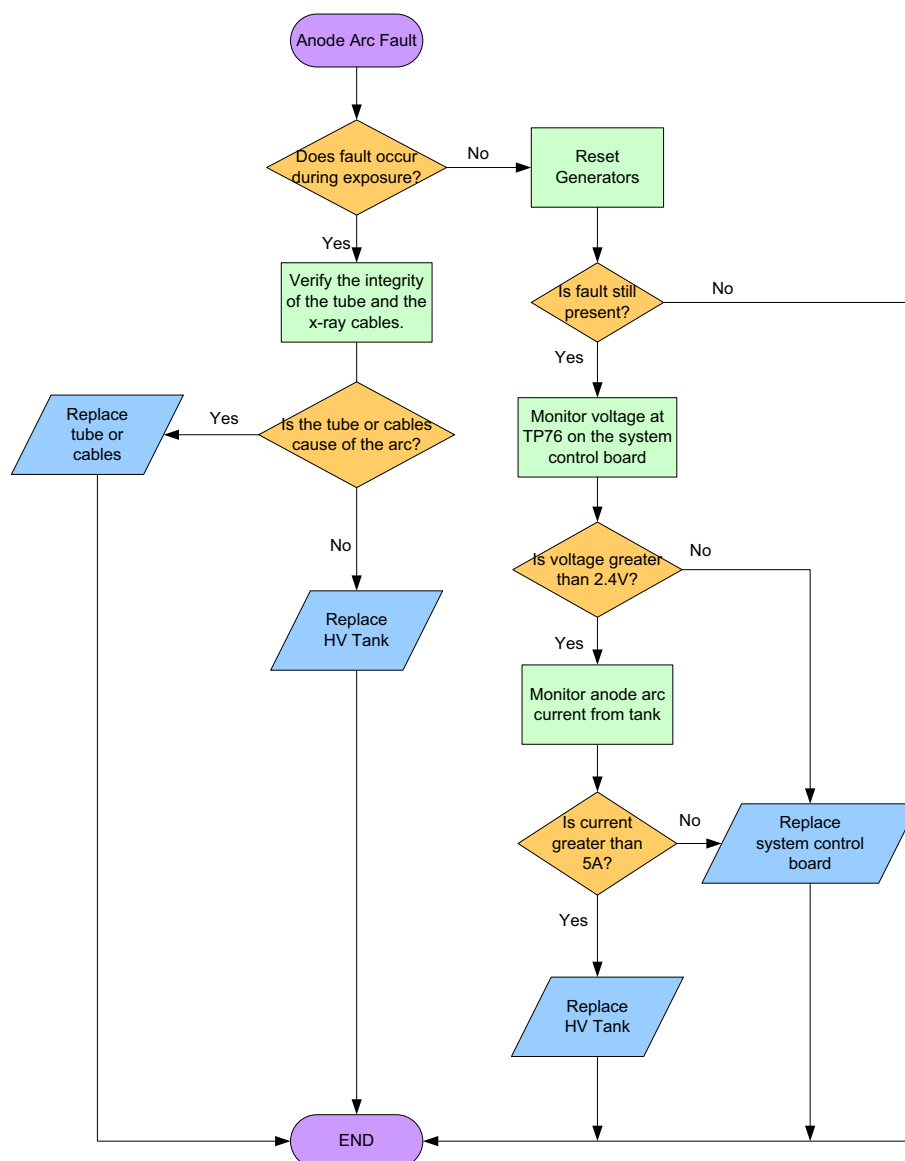 Anode Arc Fault
Does fault occur
during exposure?
No
Reset
Generators
Yes
Verify the integrity
of the tube and the
x-ray cables.
Is fault still
present?
No
Yes
Replace
tube or
cables
Yes
Is the tube or cables
cause of the arc?
Monitor voltage at
TP76 on the system
control board
No
Is voltage greater
than 2.4V?
No
Replace
HV Tank
Yes
Monitor anode arc
current from tank
Is current
greater than
5A?
No
Replace
system control
board
Yes
Replace
HV Tank
END